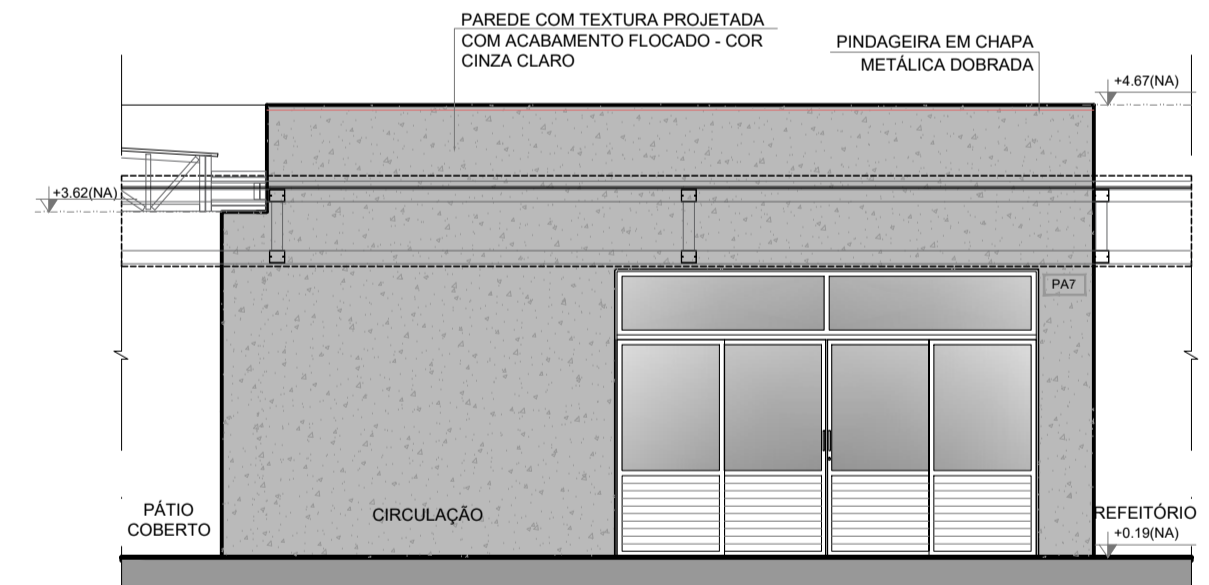 PAREDE COM TEXTURA PROJETADA
COM ACABAMENTO FLOCADO - COR
CINZA CLARO
PINDAGEIRA EM CHAPA
METÁLICA DOBRADA
+4.67(NA)
+3.62(NA)
PA7
PÁTIO
COBERTO
CIRCULAÇÃO
REFEITÓRIO
+0.19(NA)